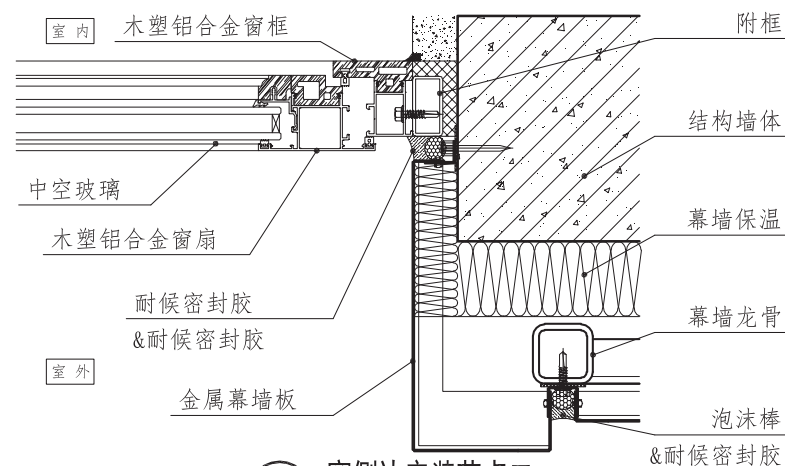 室内
木塑铝合金窗框
附框
结构墙体
中空玻璃
木塑铝合金窗扇
幕墙保温
耐候密封胶
&耐候密封胶
幕墙龙骨
室外
金属幕墙板
泡沫棒
&耐候密封胶